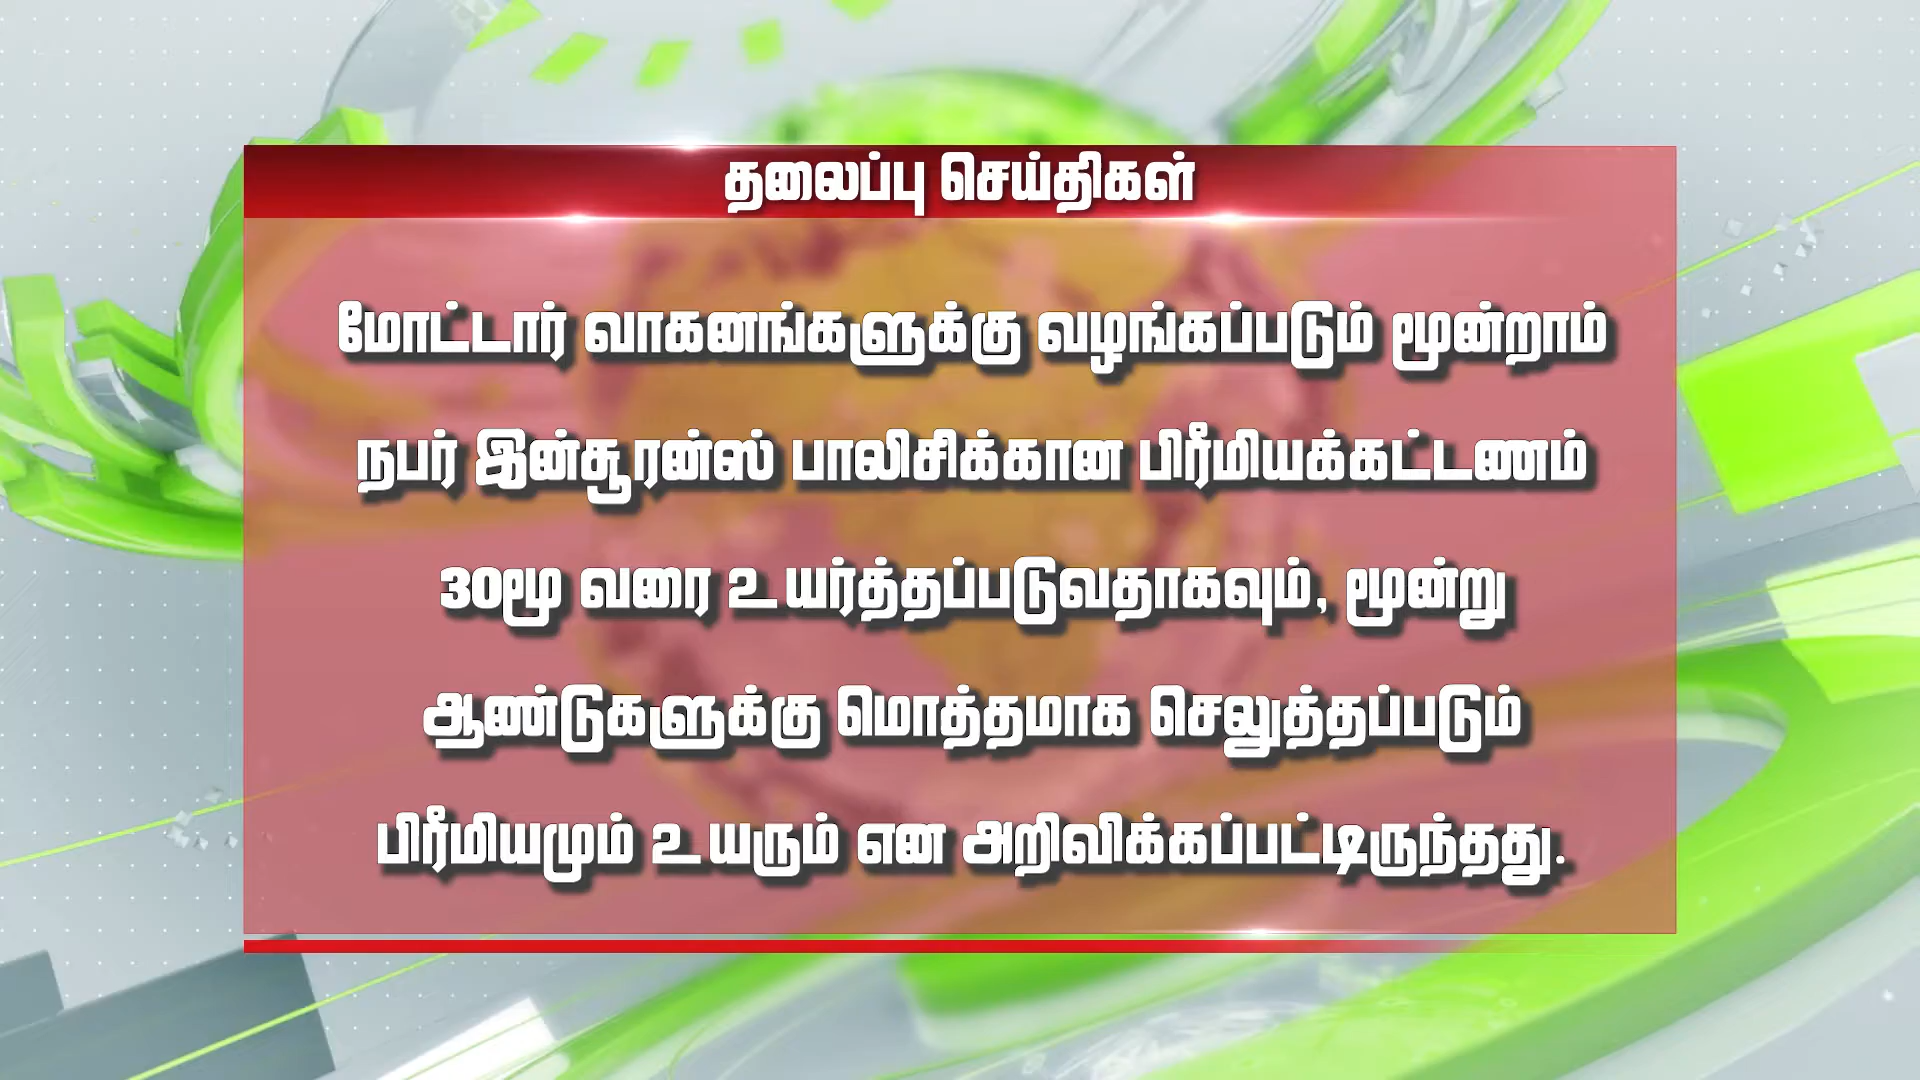 தலைப்பு செய்திகள்
மோட்டார் வாகனங்களுக்கு வழங்கப்படும் மூன்றாம்
நபர் இன்சூரன்ஸ் பாலிசிக்கான பிரீமியக்கட்டணம்
30மூ வரை உயர்த்தப்படுவதாகவும், மூன்று
ஆண்டுகளுக்கு மொத்தமாக செலுத்தப்படும்
பிரீமியமும் உயரும் என அறிவிக்கப்பட்டிருந்தது.